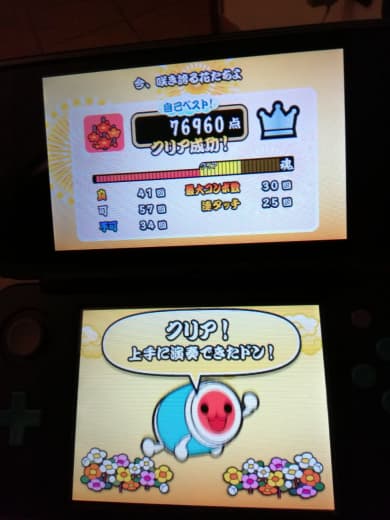 今、咲き誇る花たちよ
自己ベスト!
76960点
クリア成功!
魂
良 41回 最大コンボ数 30回
可 57回 連タッチ 25回
不可 34回
クリア!
上手に演奏できたドン!